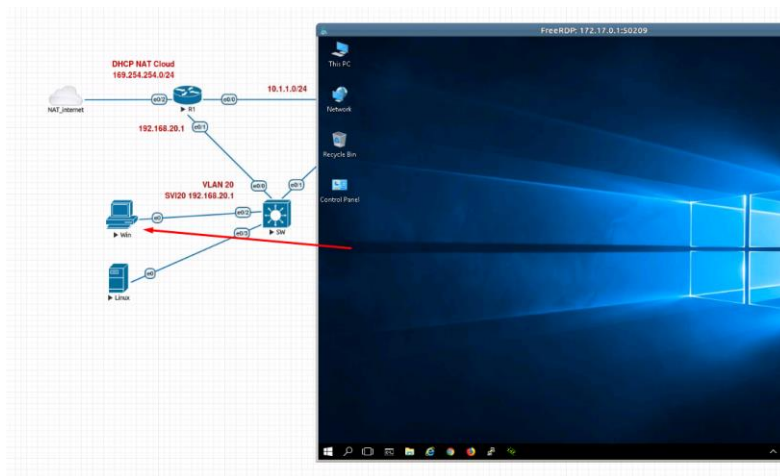 FreeRDP: 172.17.0.1:50209
This PC
Network
Recycle Bin
Control Panel
DHCP NAT Cloud
169.254.254.0/24
NAT_internet
e0/2
R1
e0/0
10.1.1.0/24
192.168.20.1
e0/1
VLAN 20
SVI20 192.168.20.1
e0/0
e0/1
Win
e0
e0/2
SW
e0/3
e0
Linux